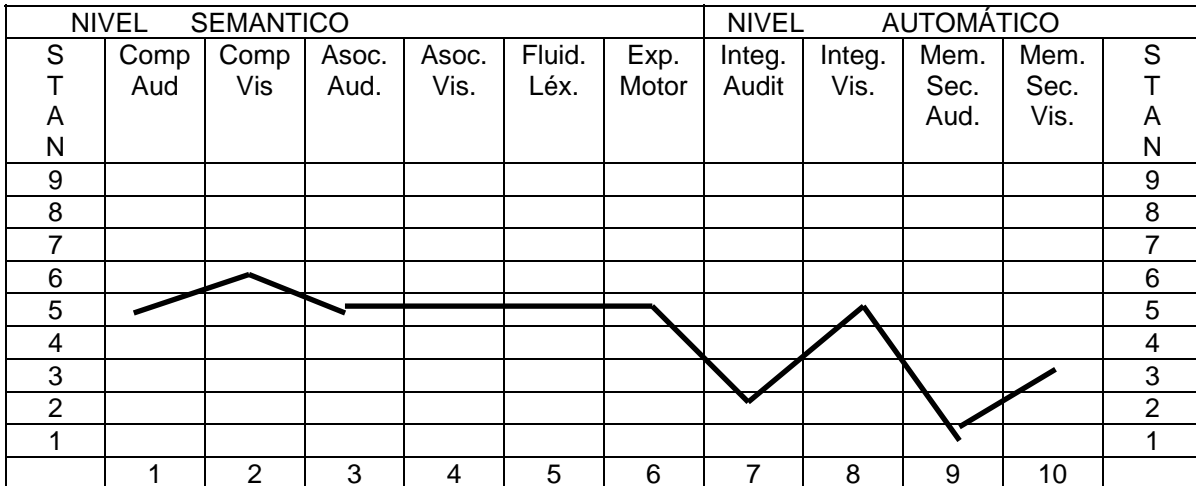 NIVEL SEMANTICO NIVEL AUTOMÁTICO
S Comp Comp Asoc. Asoc. Fluid. Exp. Integ. Integ. Mem. Mem. S
T Aud Vis Aud. Vis. Léx. Motor Audit Vis. Sec. Sec. T
A Aud. Vis. A
N N
9 9
8 8
7 7
6 6
5 5
4 4
3 3
2 2
1 1
1 2 3 4 5 6 7 8 9 10